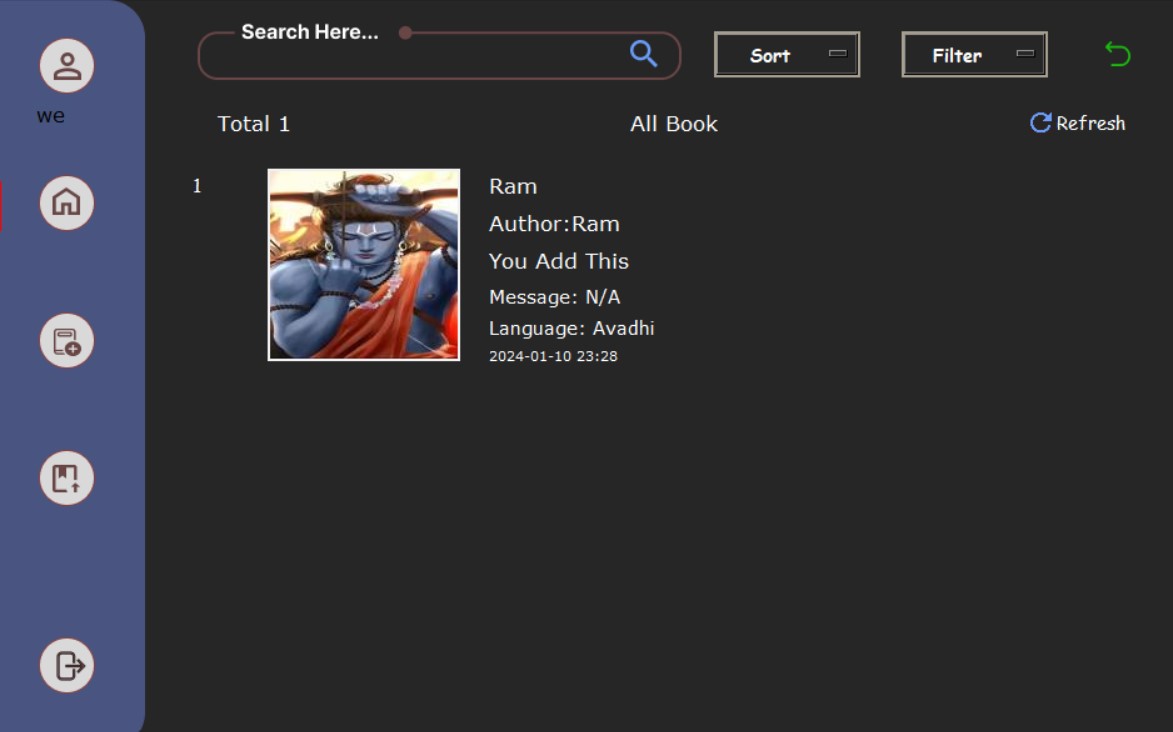 Search Here...
Sort
Filter
we
Total 1
All Book
Refresh
1
Ram
Author:Ram
You Add This
Message: N/A
Language: Avadhi
2024-01-10 23:28